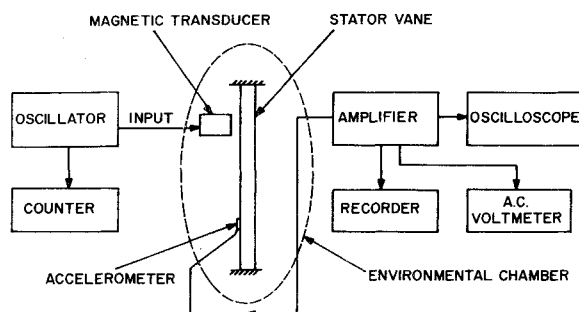 MAGNETIC TRANSDUCER
STATOR VANE
OSCILLATOR
INPUT
AMPLIFIER
OSCILLOSCOPE
COUNTER
RECORDER
A.C.
VOLTMETER
ACCELEROMETER
ENVIRONMENTAL CHAMBER